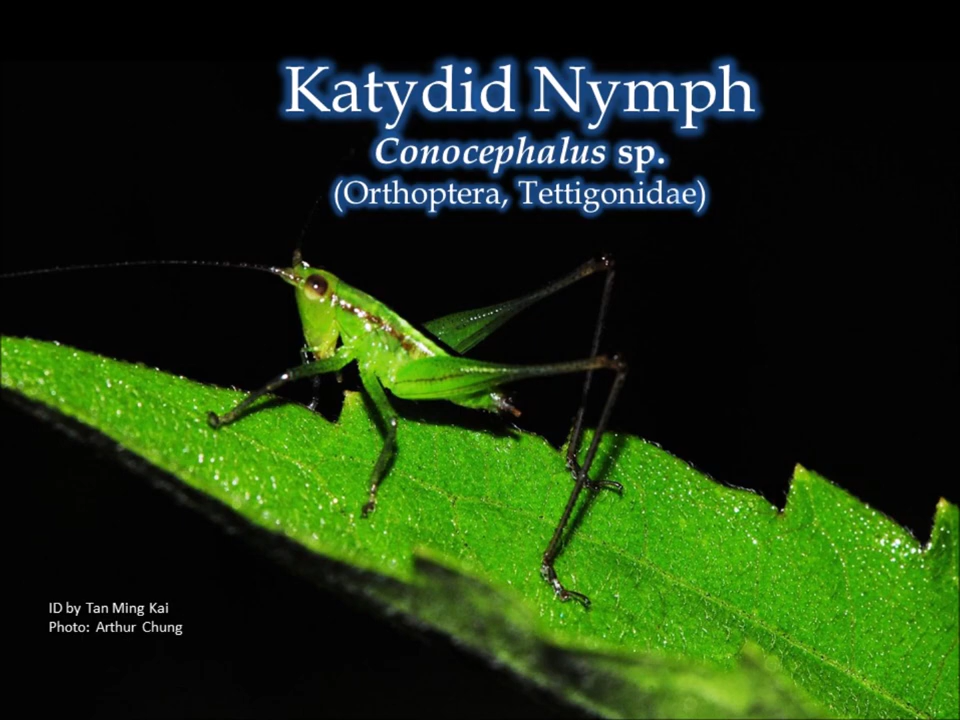 Katydid Nymph
Conocephalus sp.
(Orthoptera, Tettigonidae)
ID by Tan Ming Kai
Photo: Arthur Chung